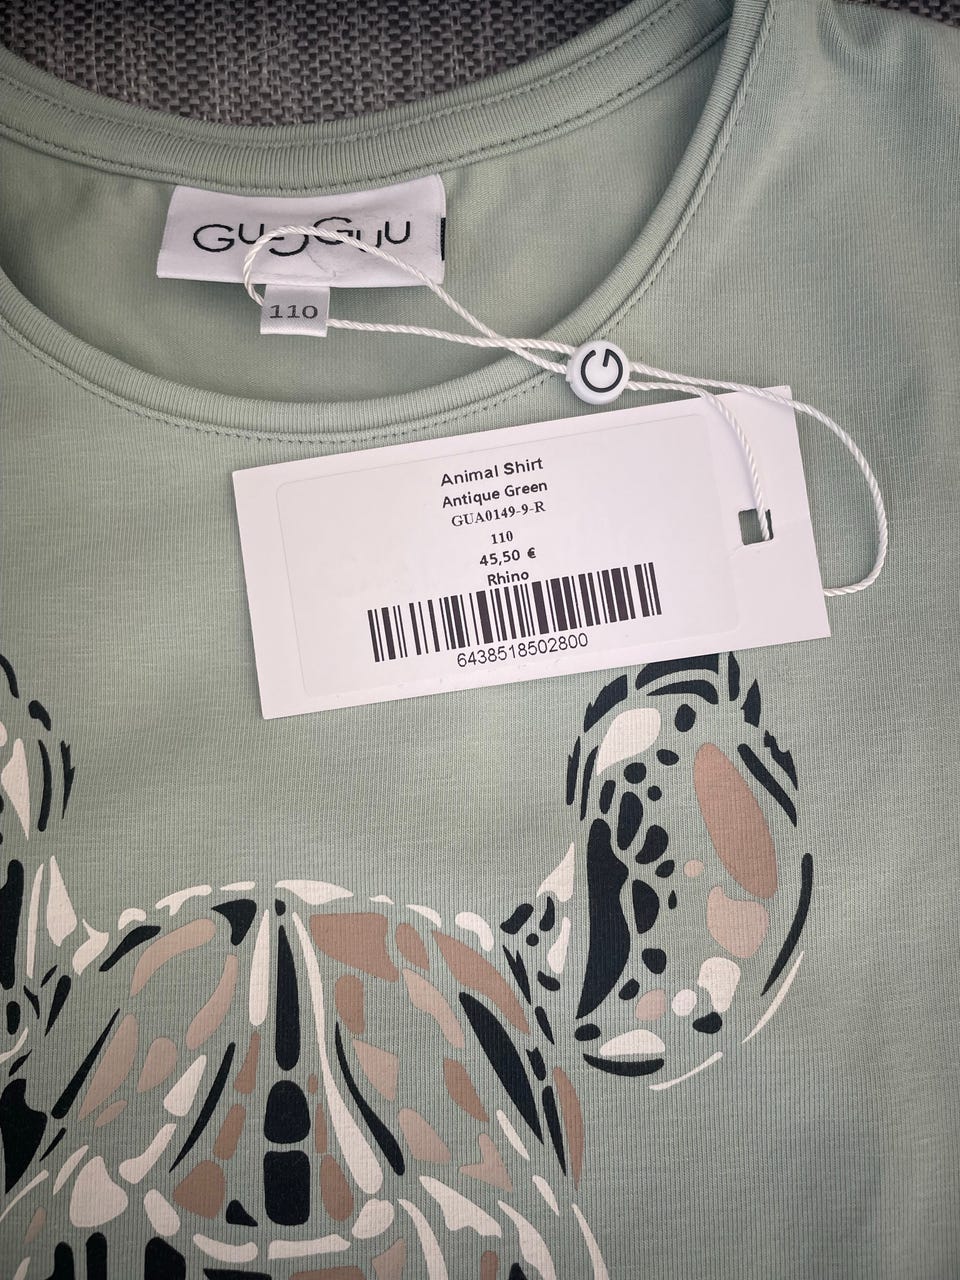 GUGGUU
110
Animal Shirt
Antique Green
GUA0149-9-R
110
45,50 €
Rhino
6438518502800